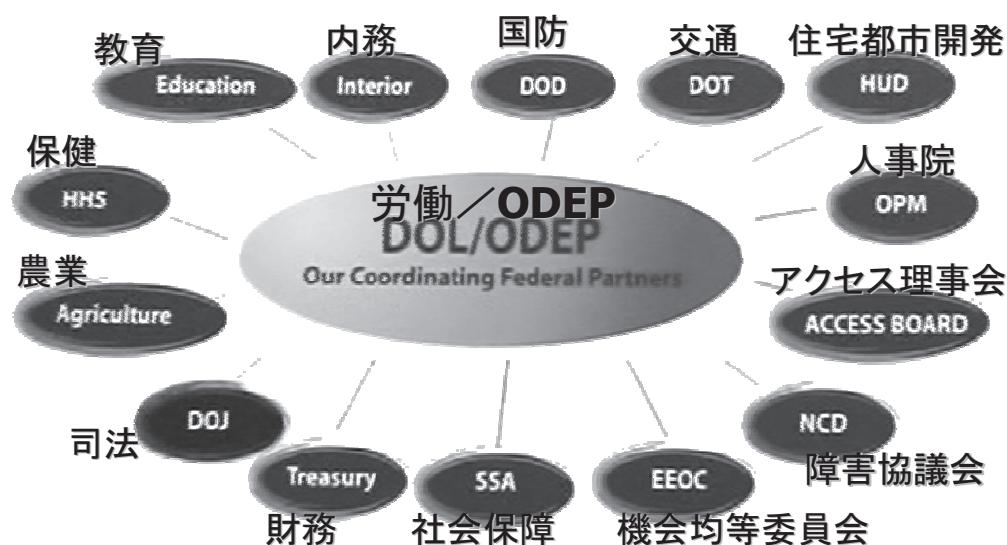 教育
Education
内務
Interior
国防
DOD
交通
DOT
住宅都市開発
HUD
保健
HHS
人事院
OPM
労働／ODEP
DOL/ODEP
Our Coordinating Federal Partners
農業
Agriculture
アクセス理事会
ACCESS BOARD
司法
DOJ
NCD
障害協議会
Treasury
財務
SSA
社会保障
EEOC
機会均等委員会